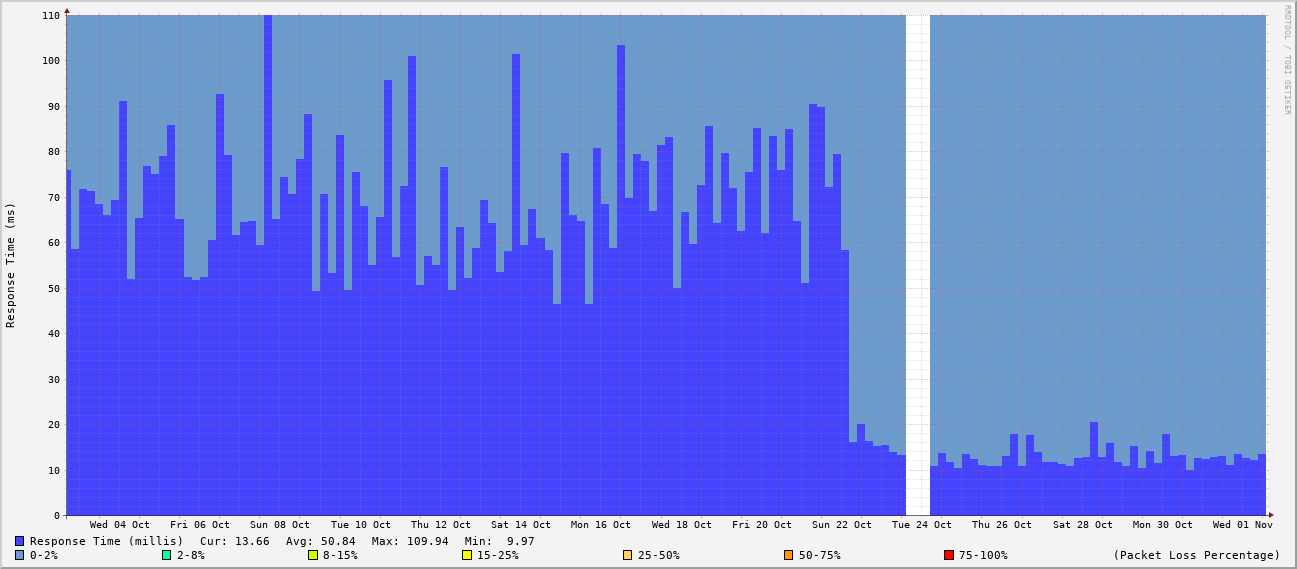 RRDTOOL / TOBI OETIKER
Response Time (ms)
110
100
90
80
70
60
50
40
30
20
10
0
Wed 04 Oct Fri 06 Oct Sun 08 Oct Tue 10 Oct Thu 12 Oct Sat 14 Oct Mon 16 Oct Wed 18 Oct Fri 20 Oct Sun 22 Oct Tue 24 Oct Thu 26 Oct Sat 28 Oct Mon 30 Oct Wed 01 Nov
Response Time (millis) Cur: 13.66 Avg: 50.84 Max: 109.94 Min: 9.97
0-2% 2-8% 8-15% 15-25% 25-50% 50-75% 75-100% (Packet Loss Percentage)